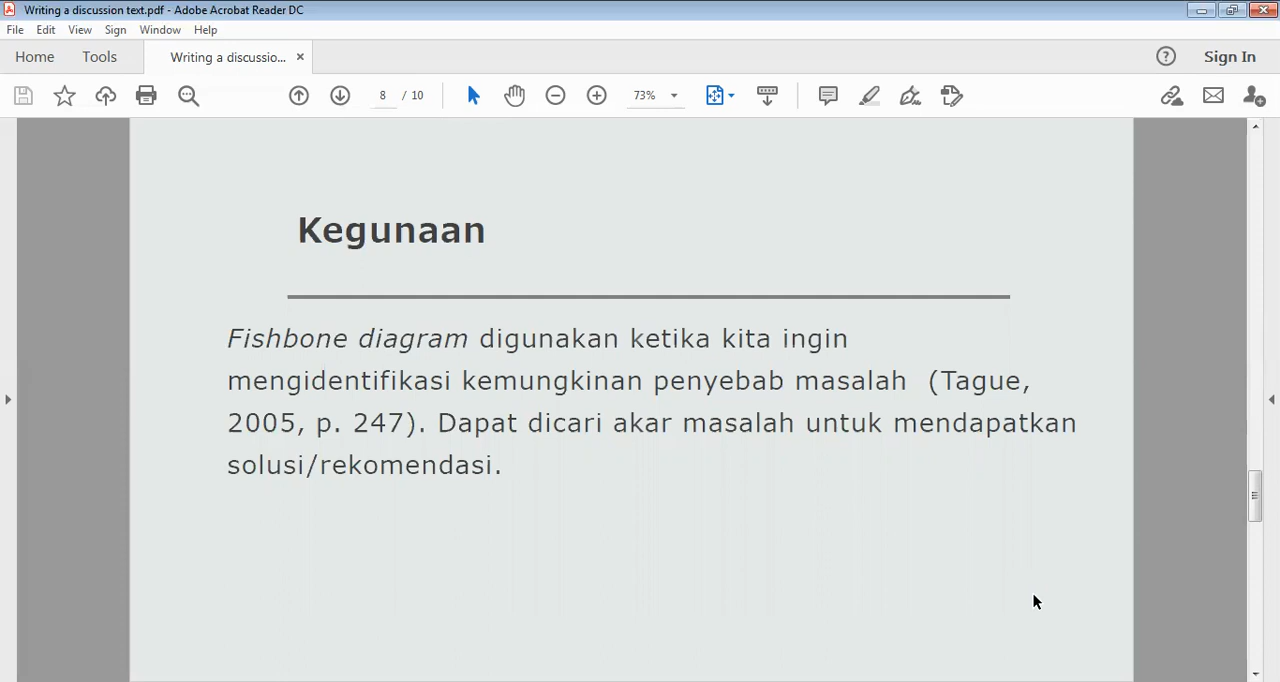 Writing a discussion text.pdf - Adobe Acrobat Reader DC
File Edit View Sign Window Help
Home Tools Writing a discussio... × Sign In
8 / 10 73%
Kegunaan
Fishbone diagram digunakan ketika kita ingin
mengidentifikasi kemungkinan penyebab masalah (Tague,
2005, p. 247). Dapat dicari akar masalah untuk mendapatkan
solusi/rekomendasi.